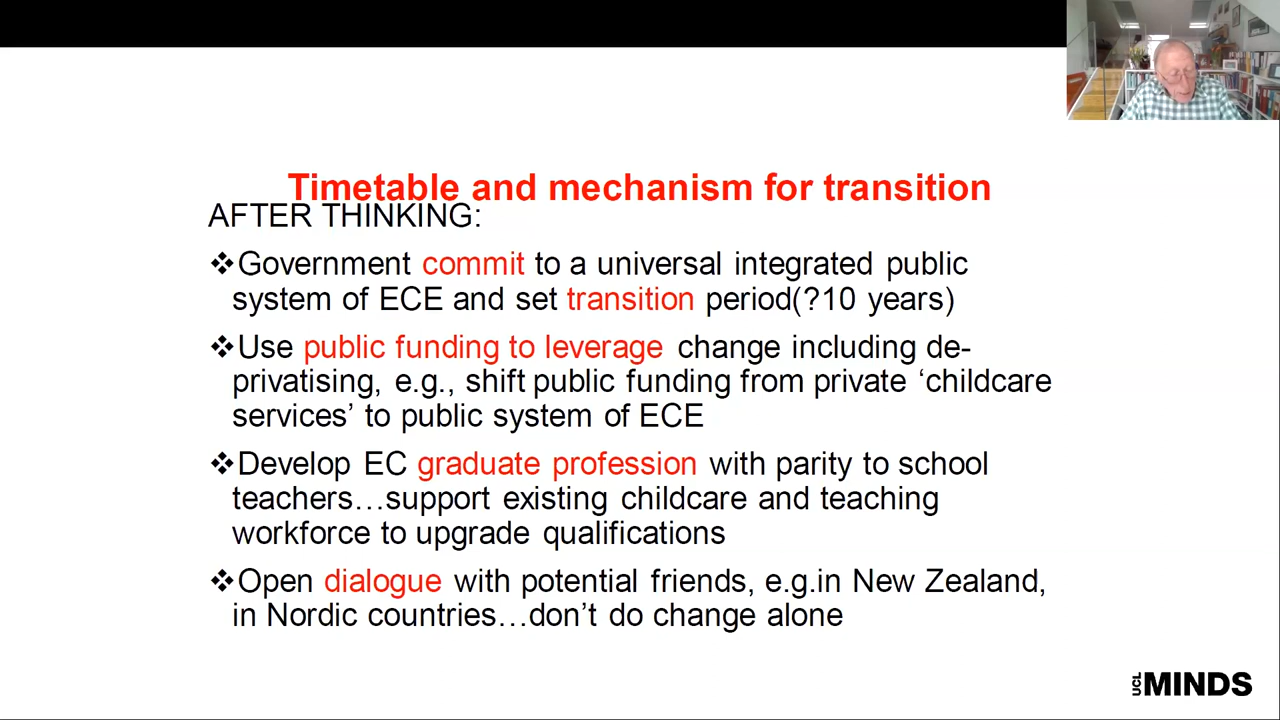 Timetable and mechanism for transition
AFTER THINKING:
❖Government commit to a universal integrated public
system of ECE and set transition period(?10 years)
❖Use public funding to leverage change including de-
privatising, e.g., shift public funding from private ‘childcare
services’ to public system of ECE
❖Develop EC graduate profession with parity to school
teachers…support existing childcare and teaching
workforce to upgrade qualifications
❖Open dialogue with potential friends, e.g.in New Zealand,
in Nordic countries…don’t do change alone
UCL MINDS